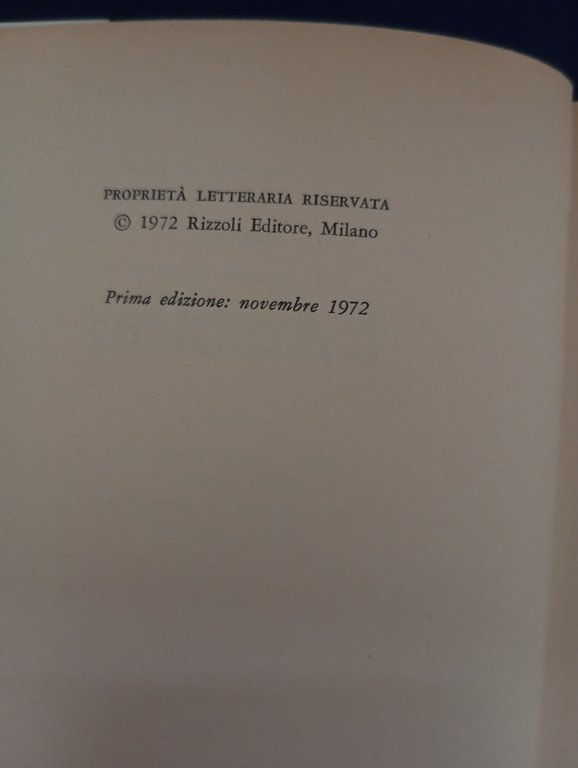 PROPRIETÀ LETTERARIA RISERVATA
© 1972 Rizzoli Editore, Milano
Prima edizione: novembre 1972